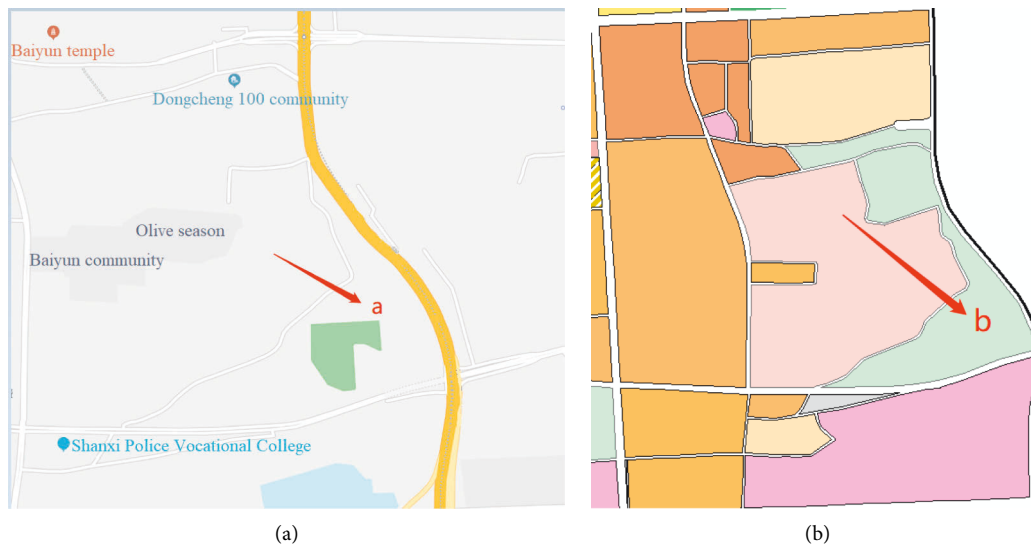 Baiyun temple
Dongcheng 100 community
Olive season
Baiyun community
a
Shanxi Police Vocational College
b
(a)
(b)